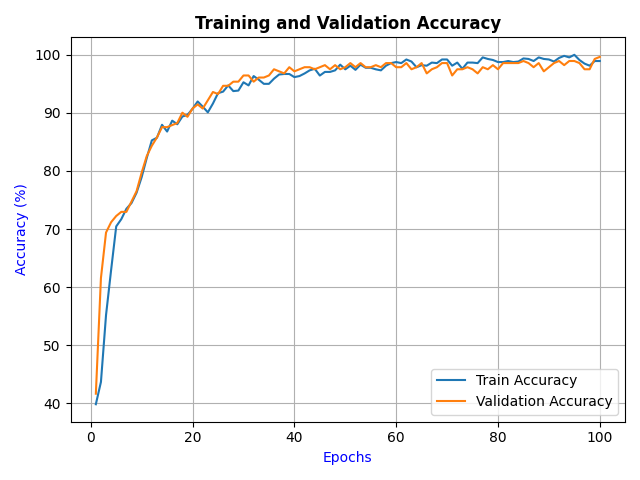 Training and Validation Accuracy
Accuracy (%)
100
90
80
70
60
50
40
0 20 40 60 80 100
Epochs
Train Accuracy
Validation Accuracy